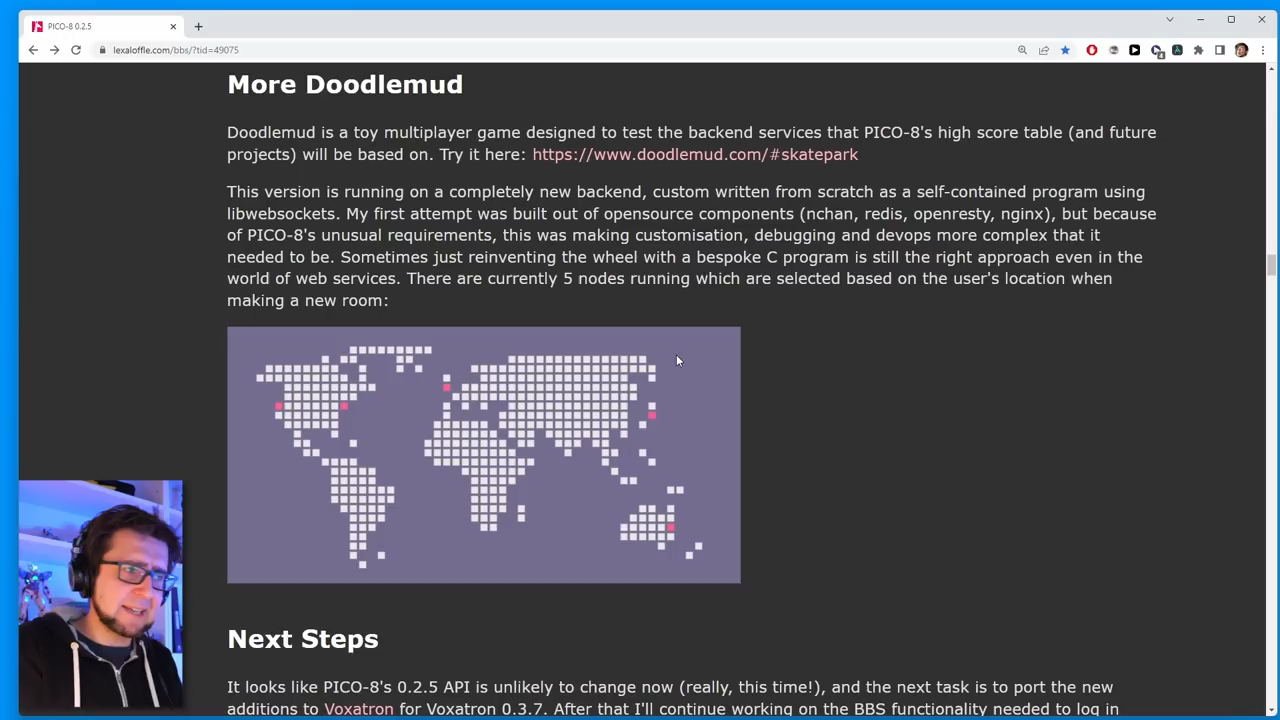 PICO-8 0.2.5
lexaloffle.com/bbs/?tid=49075
More Doodlemud
Doodlemud is a toy multiplayer game designed to test the backend services that PICO-8's high score table (and future
projects) will be based on. Try it here: https://www.doodlemud.com/#skatepark
This version is running on a completely new backend, custom written from scratch as a self-contained program using
libwebsockets. My first attempt was built out of opensource components (nchan, redis, openresty, nginx), but because
of PICO-8's unusual requirements, this was making customisation, debugging and devops more complex that it
needed to be. Sometimes just reinventing the wheel with a bespoke C program is still the right approach even in the
world of web services. There are currently 5 nodes running which are selected based on the user's location when
making a new room:
Next Steps
It looks like PICO-8's 0.2.5 API is unlikely to change now (really, this time!), and the next task is to port the new
additions to Voxatron for Voxatron 0.3.7. After that I'll continue working on the BBS functionality needed to log in